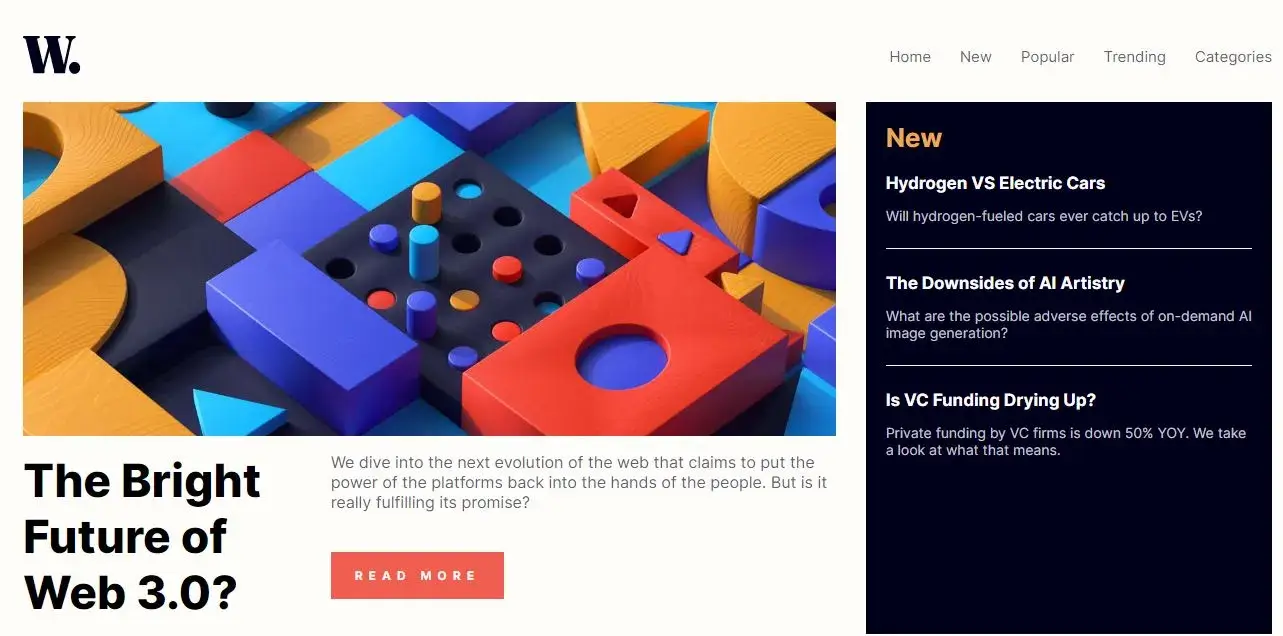 W.
Home New Popular Trending Categories
The Bright
Future of
Web 3.0?
We dive into the next evolution of the web that claims to put the
power of the platforms back into the hands of the people. But is it
really fulfilling its promise?
READ MORE
New
Hydrogen VS Electric Cars
Will hydrogen-fueled cars ever catch up to EVs?
The Downsides of AI Artistry
What are the possible adverse effects of on-demand AI
image generation?
Is VC Funding Drying Up?
Private funding by VC firms is down 50% YOY. We take
a look at what that means.